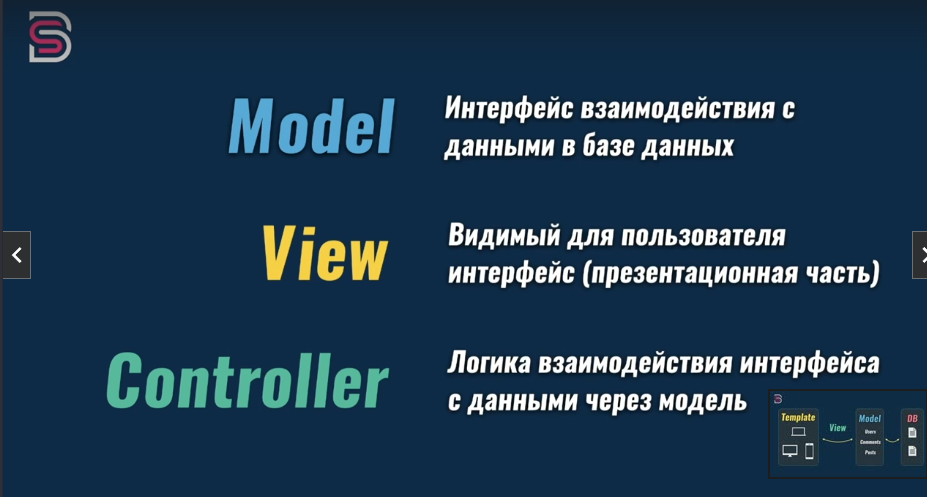 Model
Интерфейс взаимодействия с
данными в базе данных
View
Видимый для пользователя
интерфейс (презентационная часть)
Controller
Логика взаимодействия интерфейса
с данными через модель
Template
View
Model
Users
Comments
Posts
DB